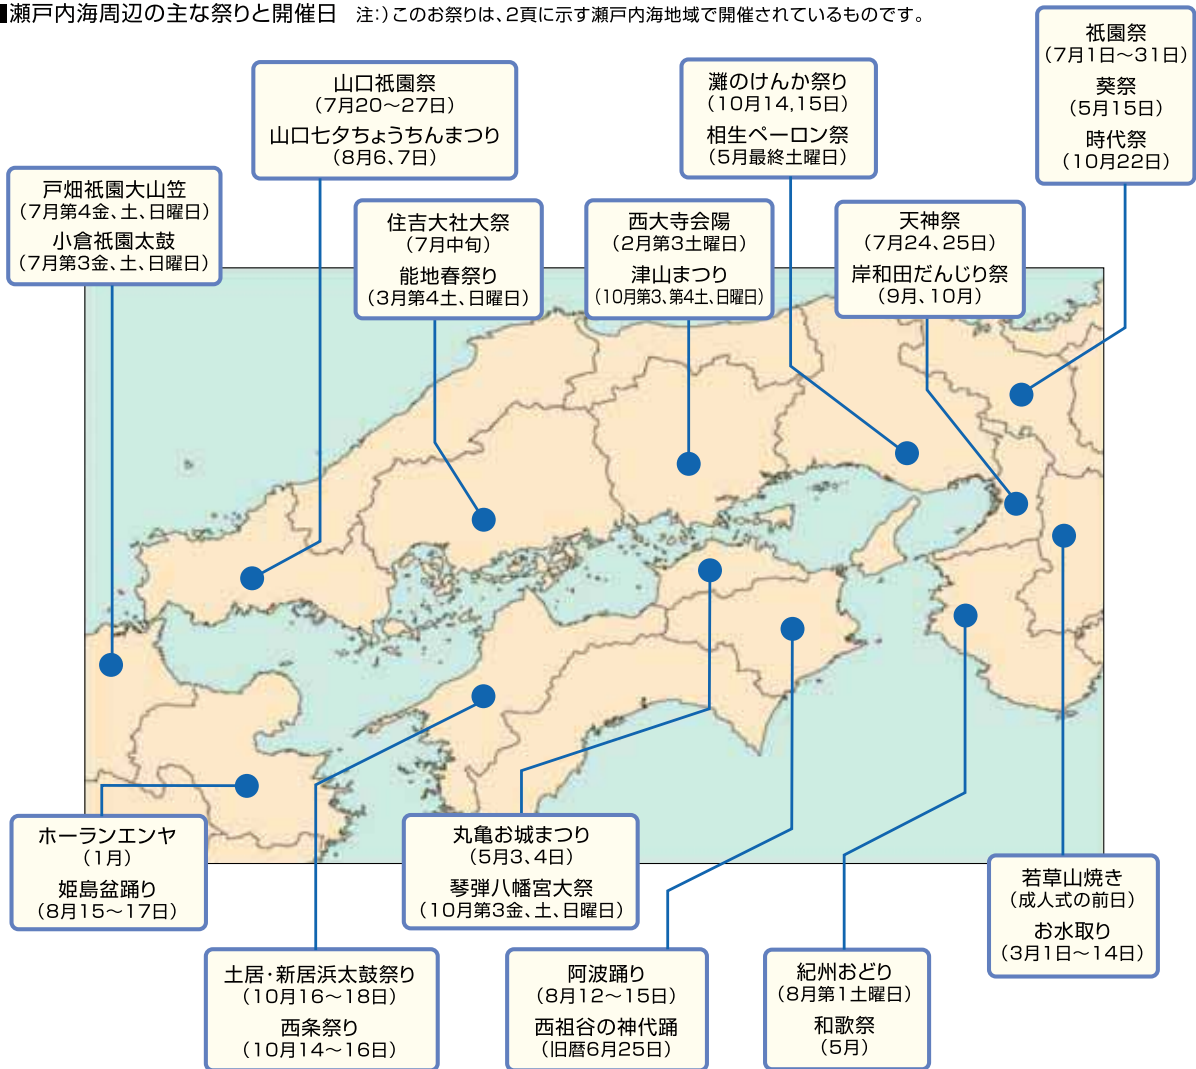 瀬戸内海周辺の主な祭りと開催日 注:）このお祭りは、2頁に示す瀬戸内海地域で開催されているものです。
祇園祭
（7月1日〜31日）
葵祭
（5月15日）
時代祭
（10月22日）
山口祇園祭
（7月20〜27日）
山口七夕ちょうちんまつり
（8月6、7日）
灘のけんか祭り
（10月14,15日）
相生ペーロン祭
（5月最終土曜日）
戸畑祇園大山笠
（7月第4金、土、日曜日）
小倉祇園太鼓
（7月第3金、土、日曜日）
住吉大社大祭
（7月中旬）
能地春祭り
（3月第4土、日曜日）
西大寺会陽
（2月第3土曜日）
津山まつり
（10月第3、第4土、日曜日）
天神祭
（7月24、25日）
岸和田だんじり祭
（9月、10月）
ホーランエンヤ
（1月）
姫島盆踊り
（8月15〜17日）
丸亀お城まつり
（5月3、4日）
琴弾八幡宮大祭
（10月第3金、土、日曜日）
若草山焼き
（成人式の前日）
お水取り
（3月1日〜14日）
土居・新居浜太鼓祭り
（10月16〜18日）
西条祭り
（10月14〜16日）
阿波踊り
（8月12〜15日）
西祖谷の神代踊
（旧暦6月25日）
紀州おどり
（8月第1土曜日）
和歌祭
（5月）